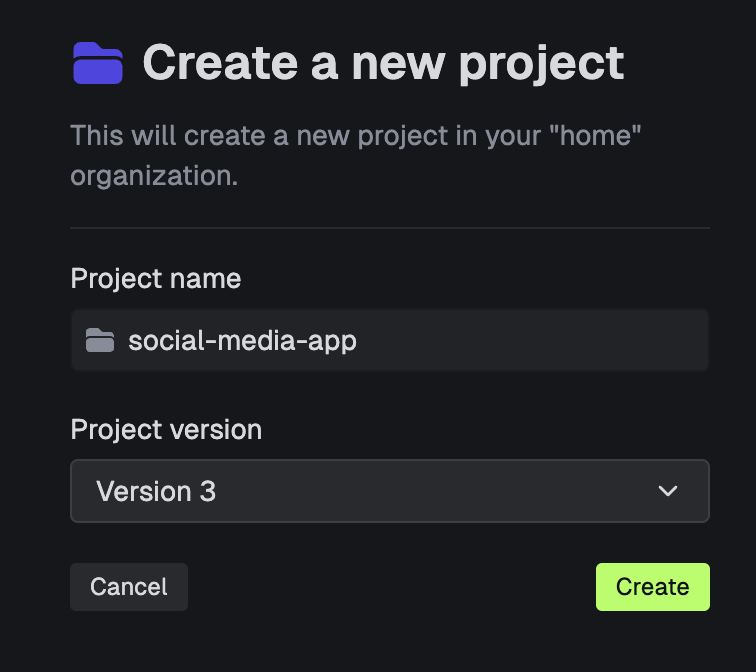 Create a new project
This will create a new project in your "home"
organization.
Project name
social-media-app
Project version
Version 3
Cancel
Create